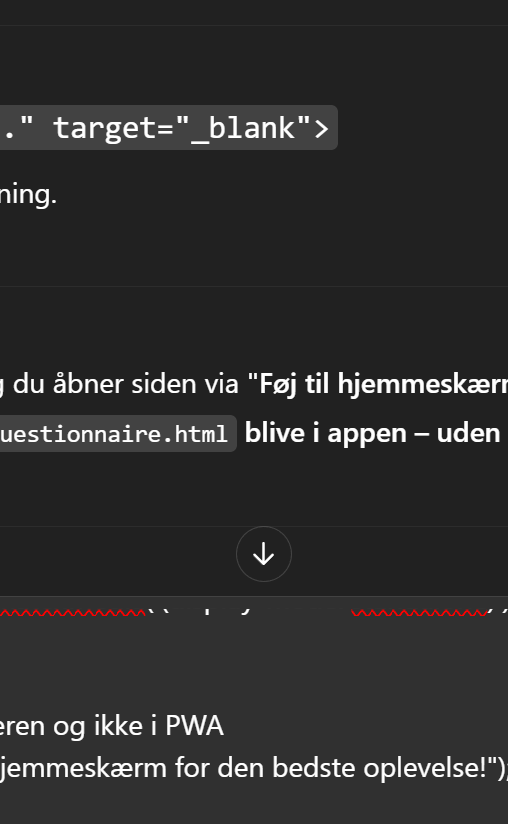 ." target="_blank">
ning.
g du åbner siden via "Føj til hjemmeskærm
uestionnaire.html blive i appen – uden
eren og ikke i PWA
jemmeskærm for den bedste oplevelse!");